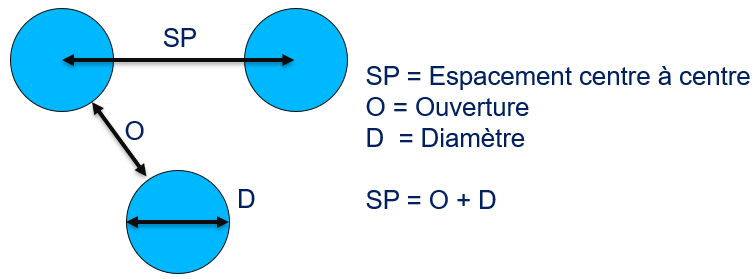 SP
O
D
SP = Espacement centre à centre
O = Ouverture
D = Diamètre
SP = O + D